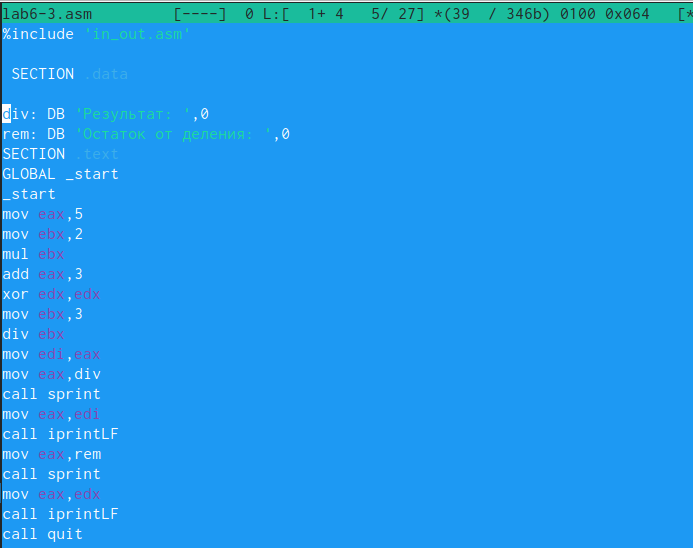 lab6-3.asm [----] 0 L:[ 1+ 4 5/ 27] *(39 / 346b) 0100 0x064 [*
%include 'in_out.asm'
SECTION .data
div: DB 'Результат: ',0
rem: DB 'Остаток от деления: ',0
SECTION .text
GLOBAL _start
_start
mov eax,5
mov ebx,2
mul ebx
add eax,3
xor edx,edx
mov ebx,3
div ebx
mov edi,eax
mov eax,div
call sprint
mov eax,edi
call iprintLF
mov eax,rem
call sprint
mov eax,edx
call iprintLF
call quit